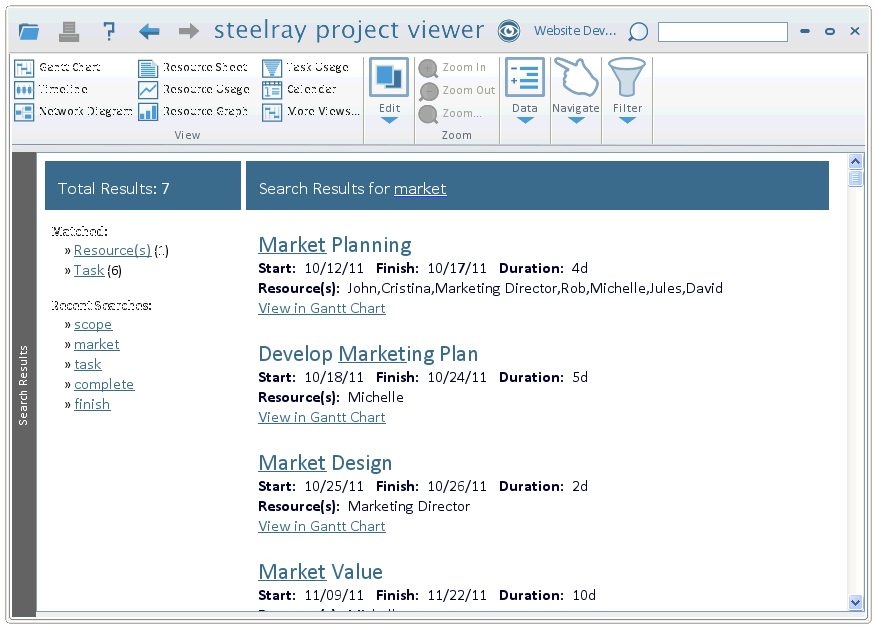 steelray project viewer
Website Dev...
Gantt Chart Resource Sheet Task Usage
Timeline Resource Usage Calendar
Network Diagram Resource Graph More Views...
View
Edit
Zoom In
Zoom Out
Zoom...
Zoom
Data
Navigate
Filter
Search Results
Total Results: 7
Matched:
» Resource(s) (1)
» Task (6)
Recent Searches:
» scope
» market
» task
» complete
» finish
Search Results for market
Market Planning
Start: 10/12/11 Finish: 10/17/11 Duration: 4d
Resource(s): John,Cristina,Marketing Director,Rob,Michelle,Jules,David
View in Gantt Chart
Develop Marketing Plan
Start: 10/18/11 Finish: 10/24/11 Duration: 5d
Resource(s): Michelle
View in Gantt Chart
Market Design
Start: 10/25/11 Finish: 10/26/11 Duration: 2d
Resource(s): Marketing Director
View in Gantt Chart
Market Value
Start: 11/09/11 Finish: 11/22/11 Duration: 10d